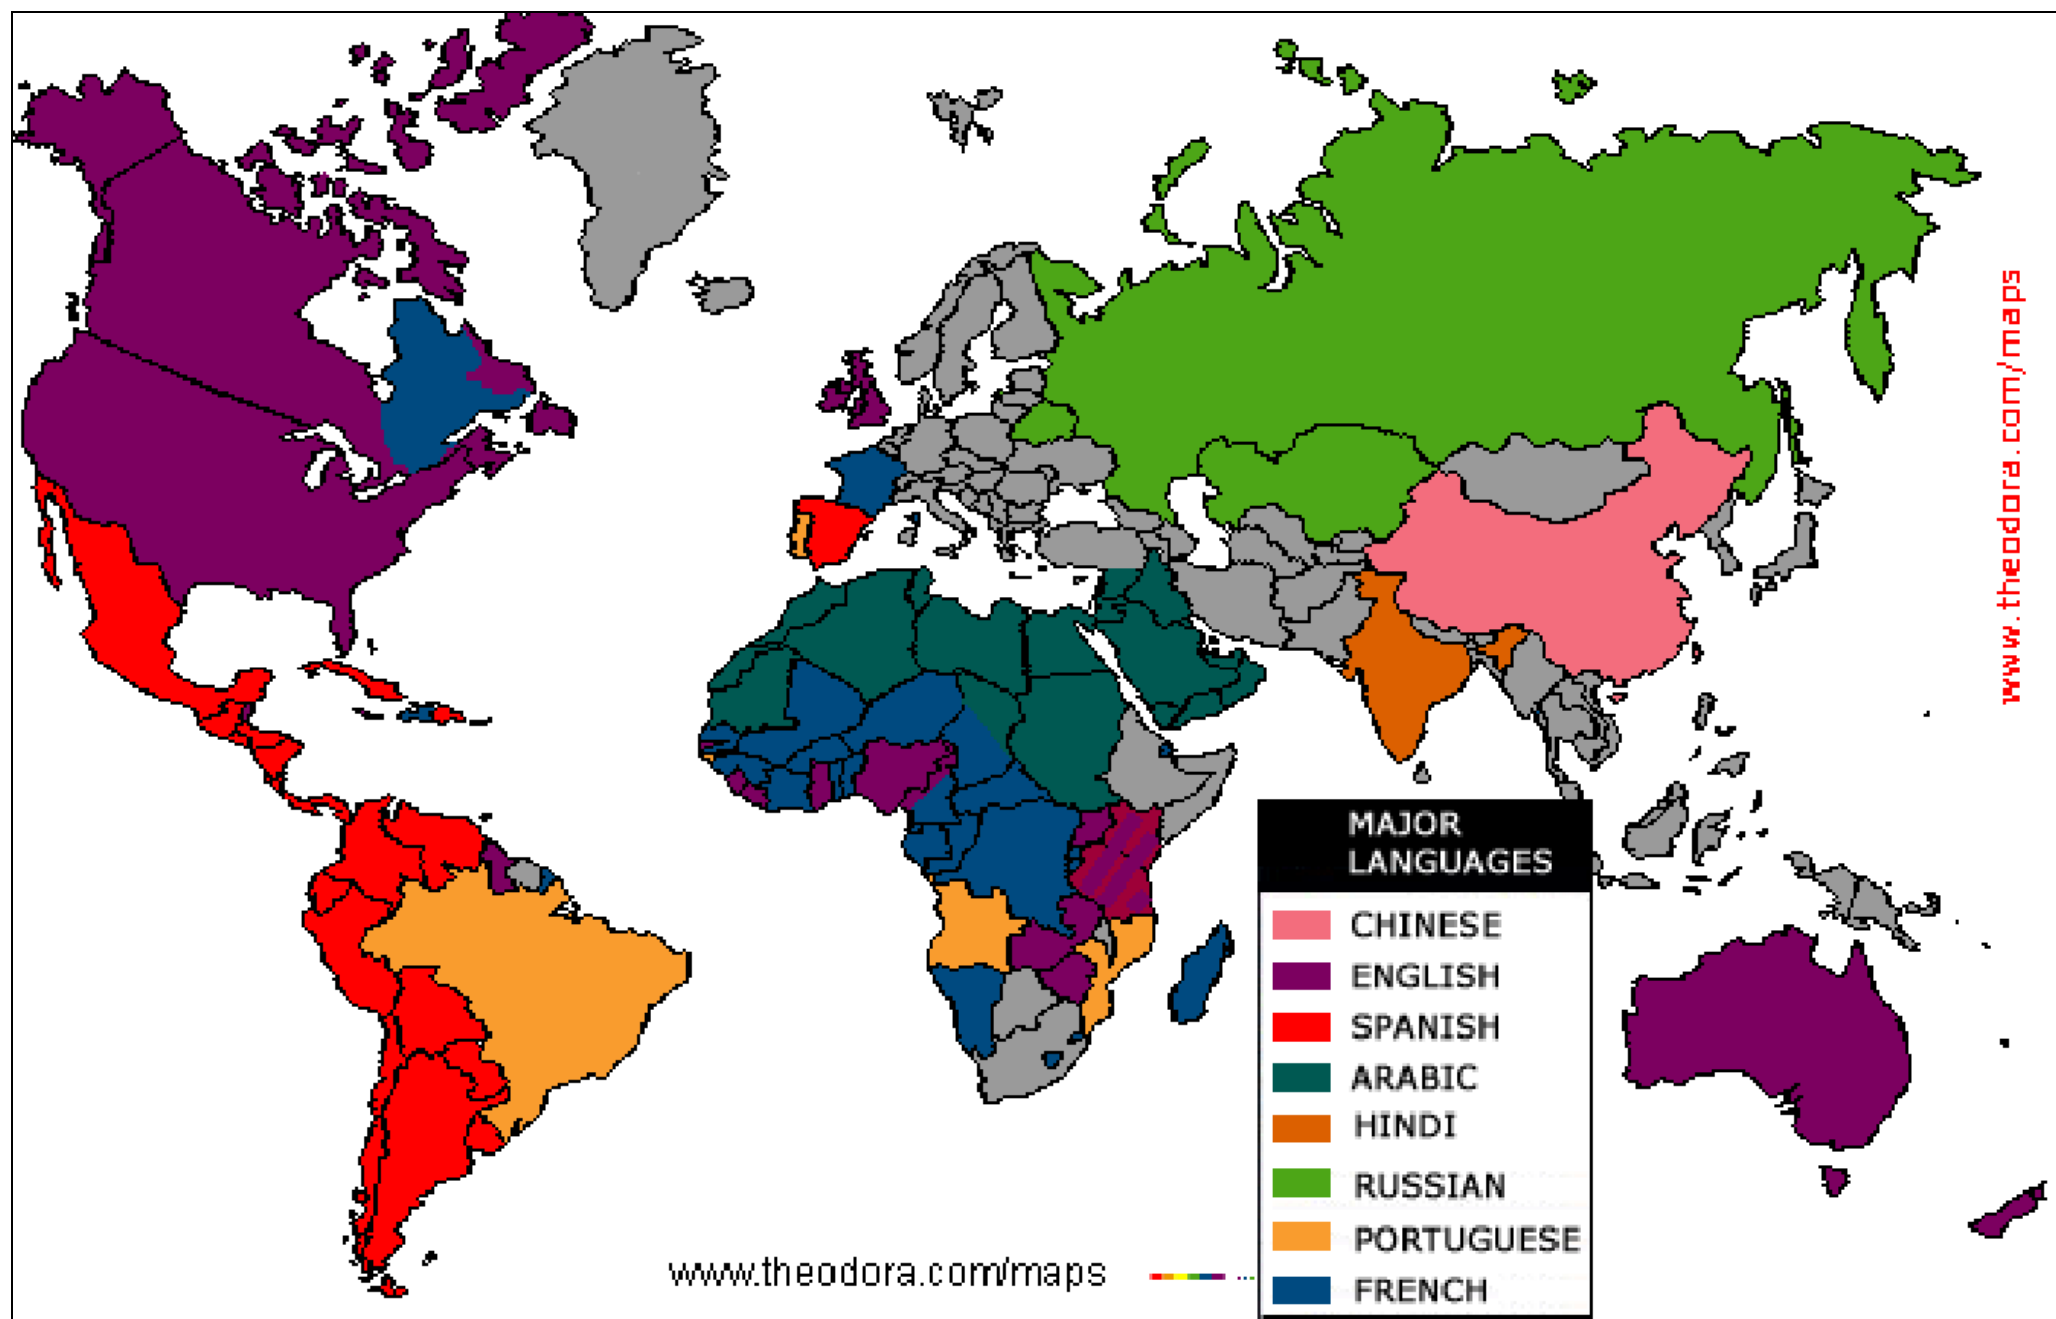 www.theodora.com/maps
MAJOR
LANGUAGES
CHINESE
ENGLISH
SPANISH
ARABIC
HINDI
RUSSIAN
PORTUGUESE
FRENCH
www.theodora.com/maps